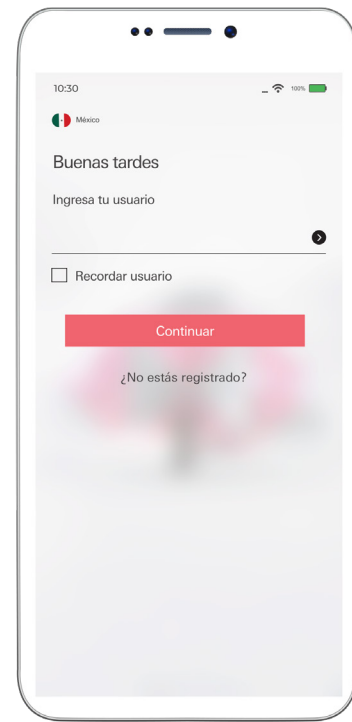 10:30
100%
México
Buenas tardes
Ingresa tu usuario
Recordar usuario
Continuar
¿No estás registrado?